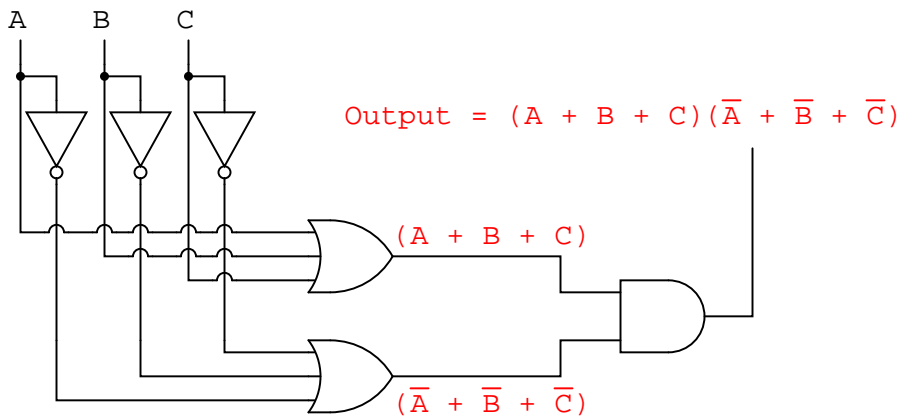 A B C
Output = (A + B + C)(A̅ + B̅ + C̅)
(A + B + C)
(A̅ + B̅ + C̅)